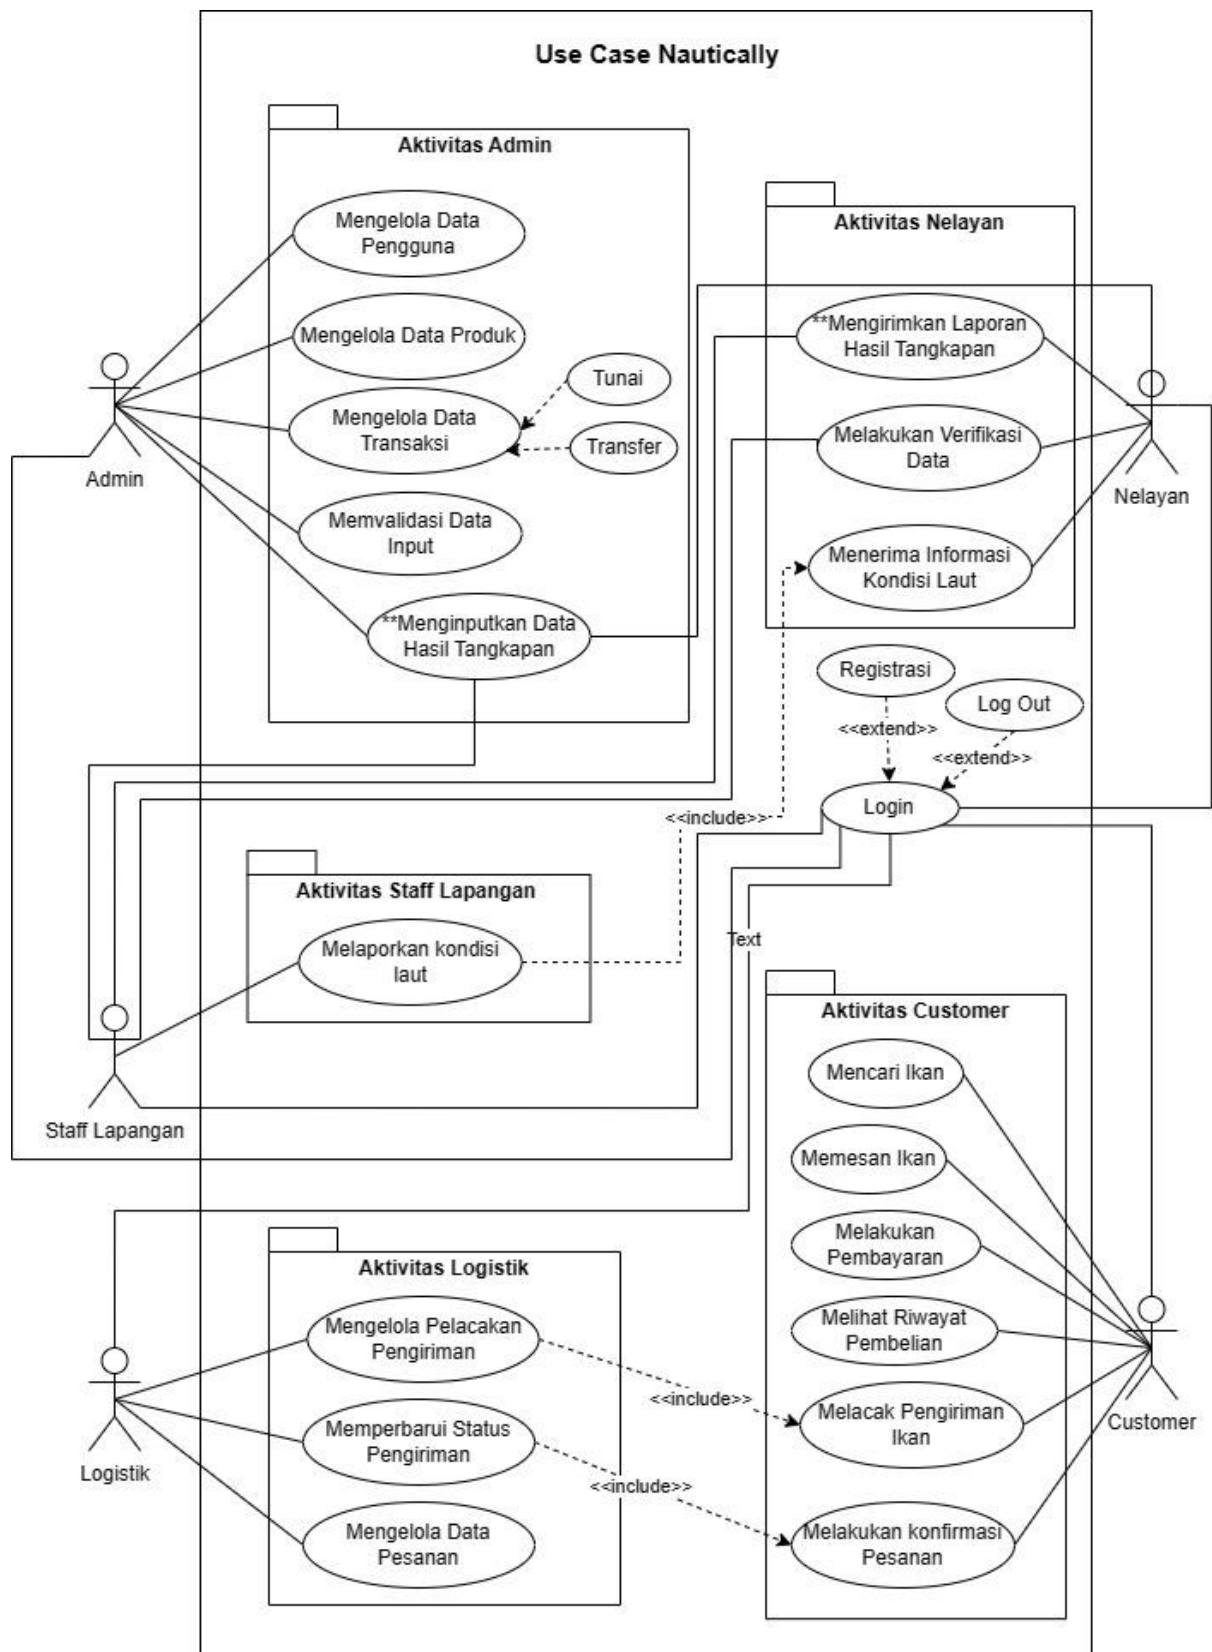 Use Case Nautically
Aktivitas Admin
Mengelola Data
Pengguna
Mengelola Data Produk
Mengelola Data
Transaksi
Tunai
Transfer
Memvalidasi Data
Input
**Menginputkan Data
Hasil Tangkapan
Admin
Aktivitas Nelayan
**Mengirimkan Laporan
Hasil Tangkapan
Melakukan Verifikasi
Data
Menerima Informasi
Kondisi Laut
Nelayan
Registrasi
Log Out
<<extend>>
<<extend>>
Login
<<include>>
Aktivitas Staff Lapangan
Melaporkan kondisi
laut
Staff Lapangan
Text
Aktivitas Customer
Mencari Ikan
Memesan Ikan
Melakukan
Pembayaran
Melihat Riwayat
Pembelian
Melacak Pengiriman
Ikan
Melakukan konfirmasi
Pesanan
Customer
Aktivitas Logistik
Mengelola Pelacakan
Pengiriman
<<include>>
Memperbarui Status
Pengiriman
<<include>>
Mengelola Data
Pesanan
Logistik